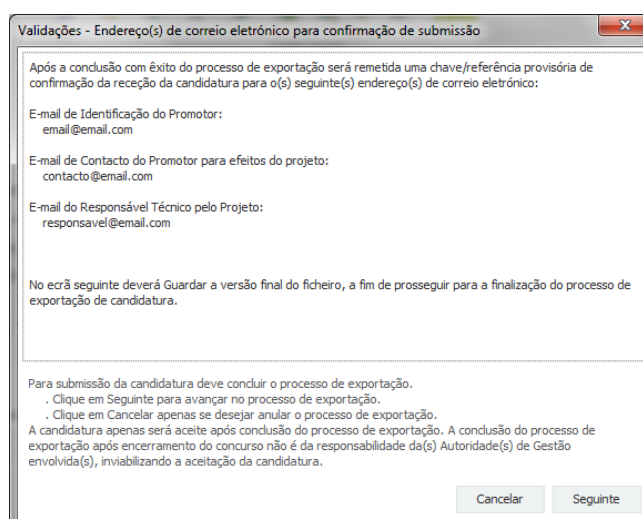 Validações - Endereço(s) de correio eletrónico para confirmação de submissão
Após a conclusão com êxito do processo de exportação será remetida uma chave/referência provisória de
confirmação da receção da candidatura para o(s) seguinte(s) endereço(s) de correio eletrónico:
E-mail de Identificação do Promotor:
email@email.com
E-mail de Contacto do Promotor para efeitos do projeto:
contacto@email.com
E-mail do Responsável Técnico pelo Projeto:
responsavel@email.com
No ecrã seguinte deverá Guardar a versão final do ficheiro, a fim de prosseguir para a finalização do processo de
exportação de candidatura.
Para submissão da candidatura deve concluir o processo de exportação.
. Clique em Seguinte para avançar no processo de exportação.
. Clique em Cancelar apenas se desejar anular o processo de exportação.
A candidatura apenas será aceite após conclusão do processo de exportação. A conclusão do processo de
exportação após encerramento do concurso não é da responsabilidade da(s) Autoridade(s) de Gestão
envolvida(s), inviabilizando a aceitação da candidatura.
Cancelar Seguinte